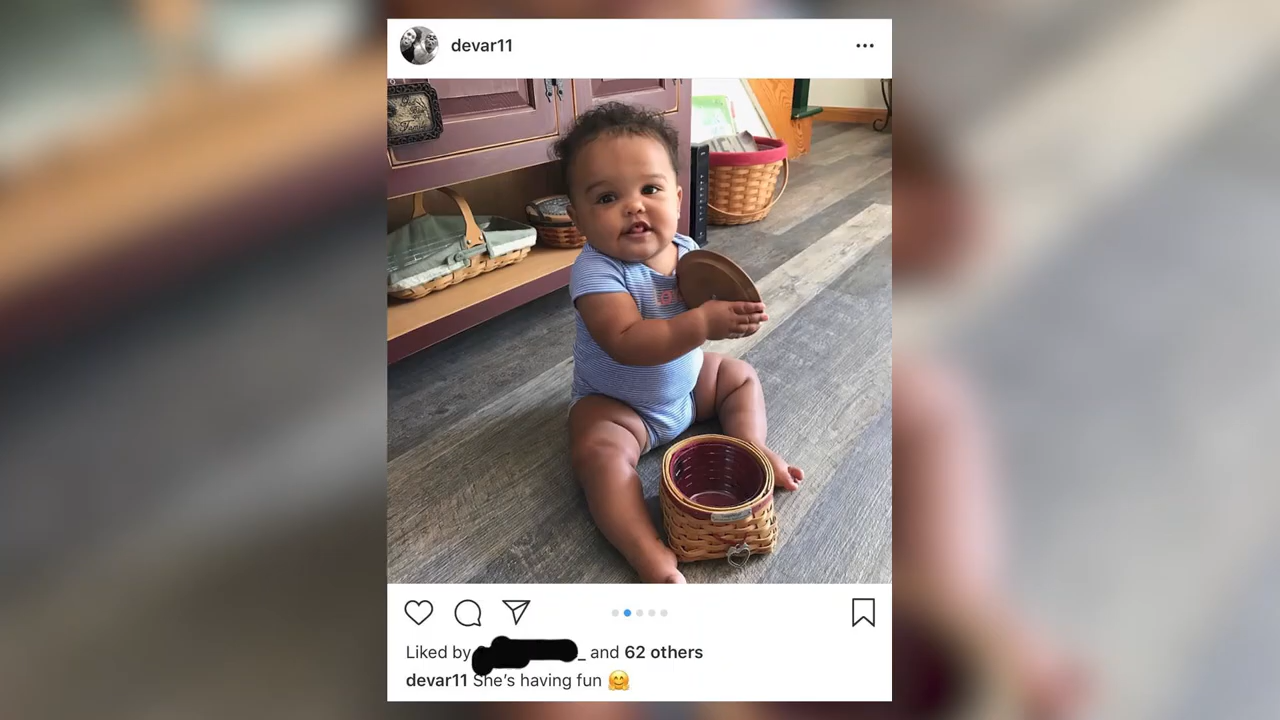 devar11
Liked by _ and 62 others
devar11 She's having fun 🤗